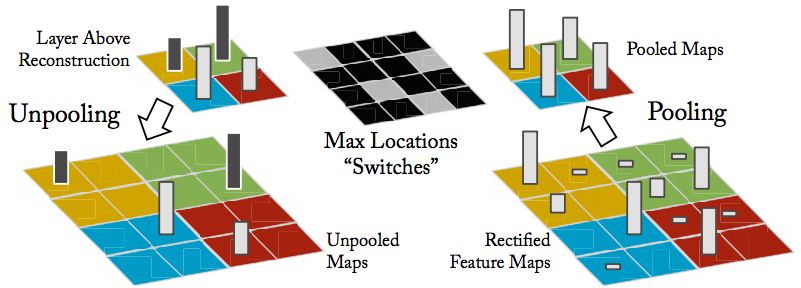 Layer Above
Reconstruction
Pooled Maps
Unpooling
Max Locations
“Switches”
Pooling
Unpooled
Maps
Rectified
Feature Maps